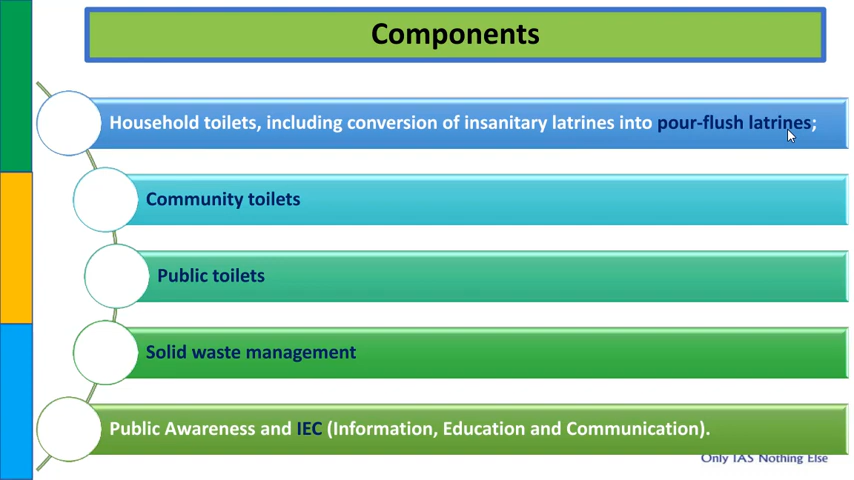 Components
Household toilets, including conversion of insanitary latrines into pour-flush latrines;
Community toilets
Public toilets
Solid waste management
Public Awareness and IEC (Information, Education and Communication).
Only IAS Nothing Else